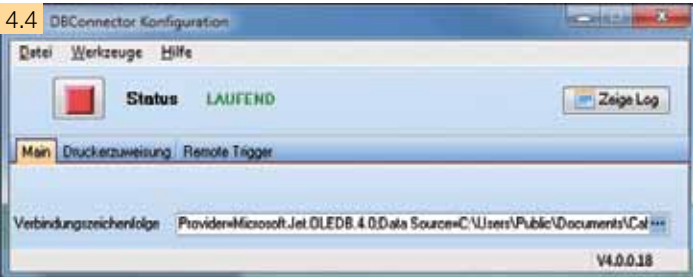 4.4 DBConnector Konfiguration
Datei Werkzeuge Hilfe
Status LAUFEND Zeige Log
Main Druckerzuweisung Remote Trigger
Verbindungszeichenfolge Provider=Microsoft.Jet.OLEDB.4.0;Data Source=C:\Users\Public\Documents\Cal ...
V4.0.0.18